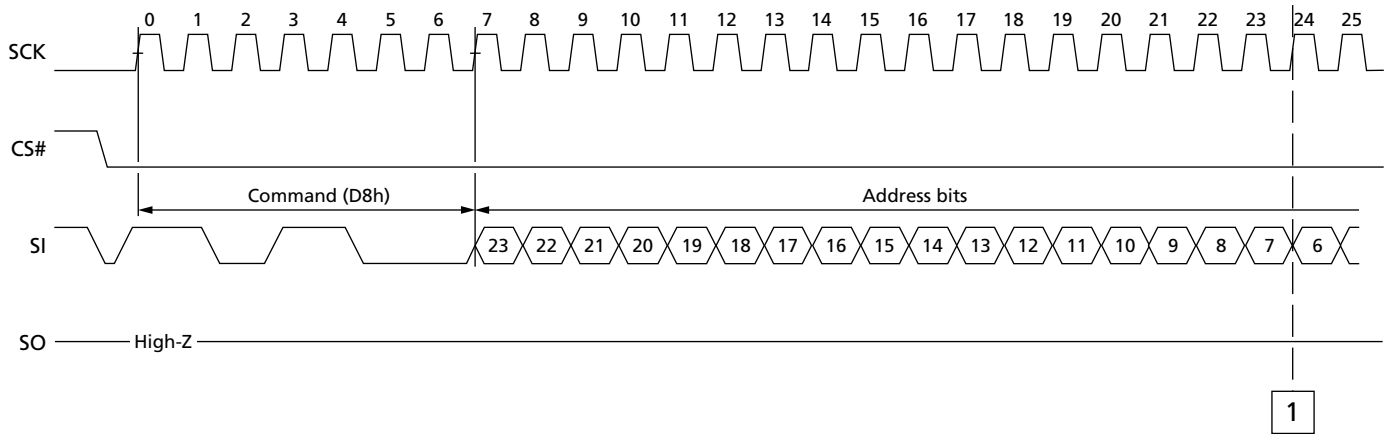 0 1 2 3 4 5 6 7 8 9 10 11 12 13 14 15 16 17 18 19 20 21 22 23 24 25
SCK
CS#
Command (D8h) Address bits
SI 23 22 21 20 19 18 17 16 15 14 13 12 11 10 9 8 7 6
SO High-Z
1